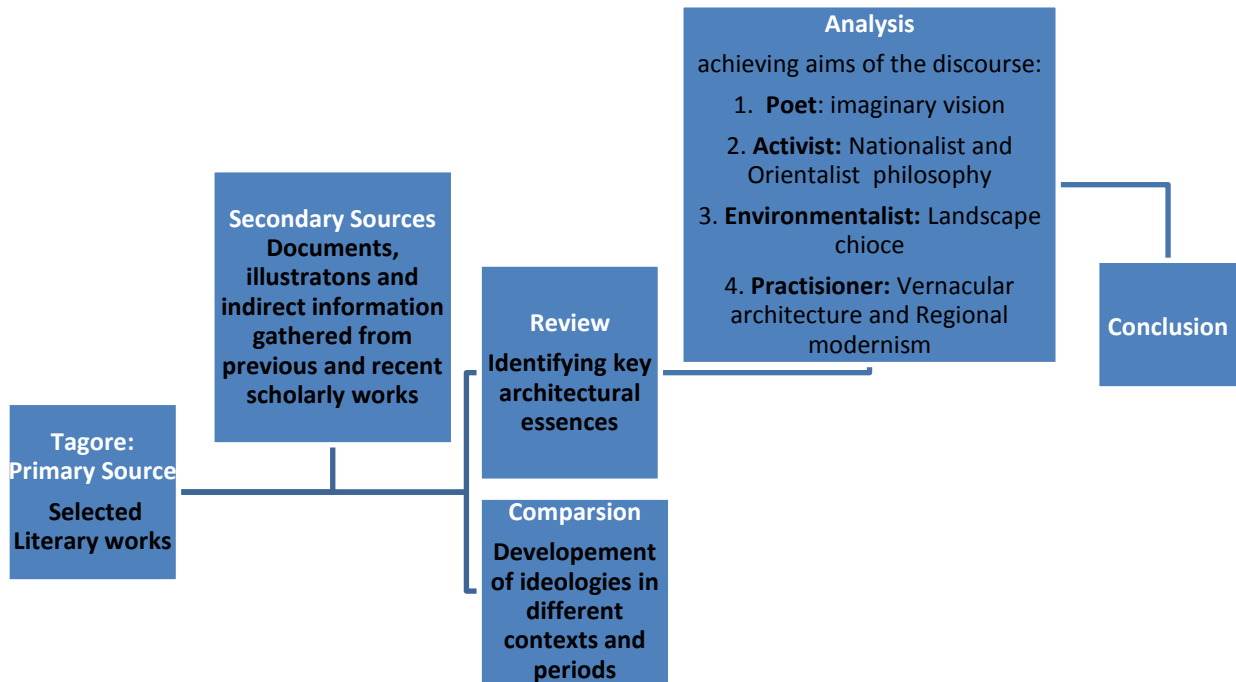 Tagore:
Primary Source
Selected
Literary works
Secondary Sources
Documents,
illustratons and
indirect information
gathered from
previous and recent
scholarly works
Review
Identifying key
architectural
essences
Comparsion
Developement
of ideologies in
different
contexts and
periods
Analysis
achieving aims of the discourse:
1. Poet: imaginary vision
2. Activist: Nationalist and
Orientalist philosophy
3. Environmentalist: Landscape
chioce
4. Practisioner: Vernacular
architecture and Regional
modernism
Conclusion